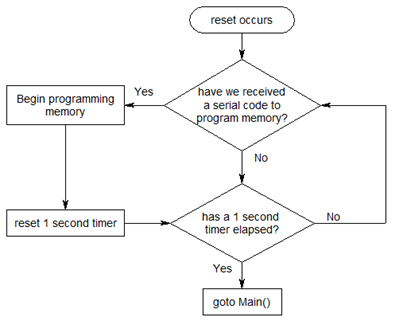 reset occurs
have we received
a serial code to
program memory?
Yes
Begin programming
memory
No
reset 1 second timer
has a 1 second
timer elapsed?
No
Yes
goto Main()